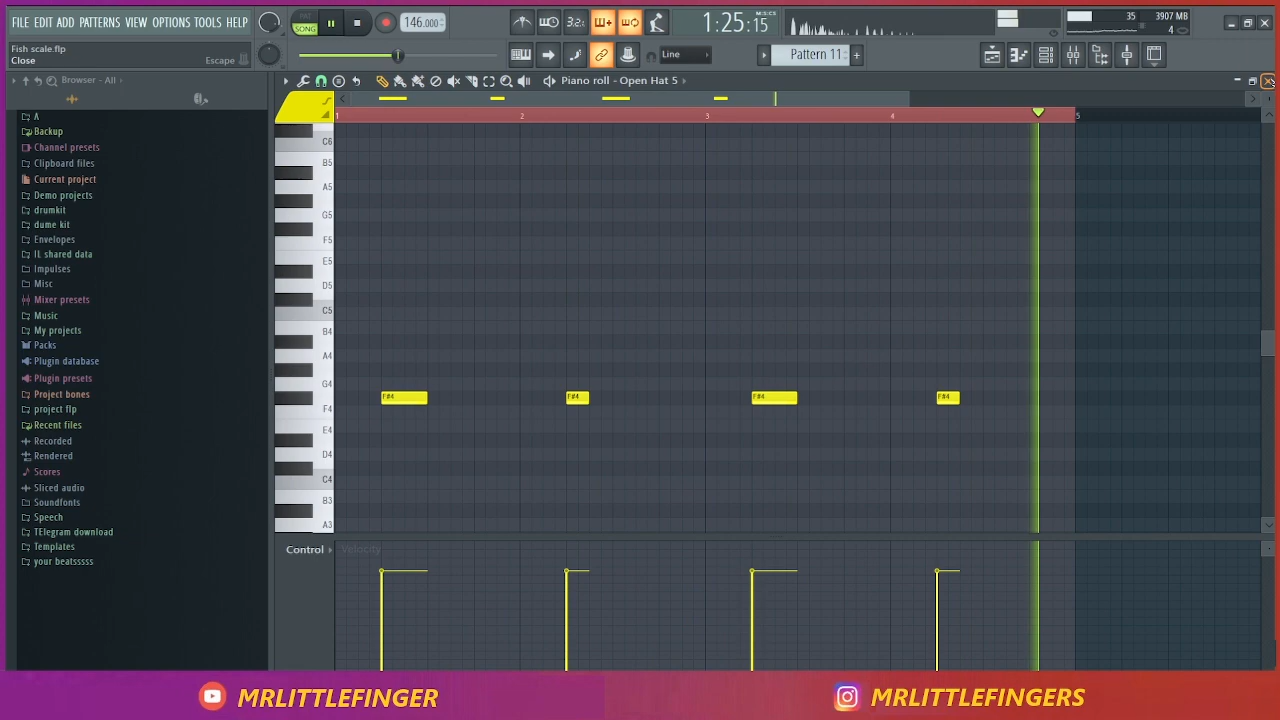 FILE EDIT ADD PATTERNS VIEW OPTIONS TOOLS HELP
PAT
SONG
146.000
3.2.
1:25:15
M:S:CS
35
3907 MB
4
Fish scale.flp
Close
Escape
Line
Pattern 11
Browser - All
Piano roll - Open Hat 5
A
Backup
Channel presets
Clipboard files
Current project
Demo projects
drumkit
dume kit
Envelopes
IL shared data
Impulses
Misc
Mixer presets
Music
My projects
Packs
Plugin database
Plugin presets
Project bones
project flp
Recent files
Recorded
Rendered
Scores
Sliced audio
Soundfonts
Speech
TElegram download
Templates
your beatsssss
1 2 3 4 5
C6
B5
A5
G5
F5
E5
D5
C5
B4
A4
G4
F#4 F#4 F#4 F#4
F4
E4
D4
C4
B3
A3
Control
Velocity
MRLITTLEFINGER
MRLITTLEFINGERS